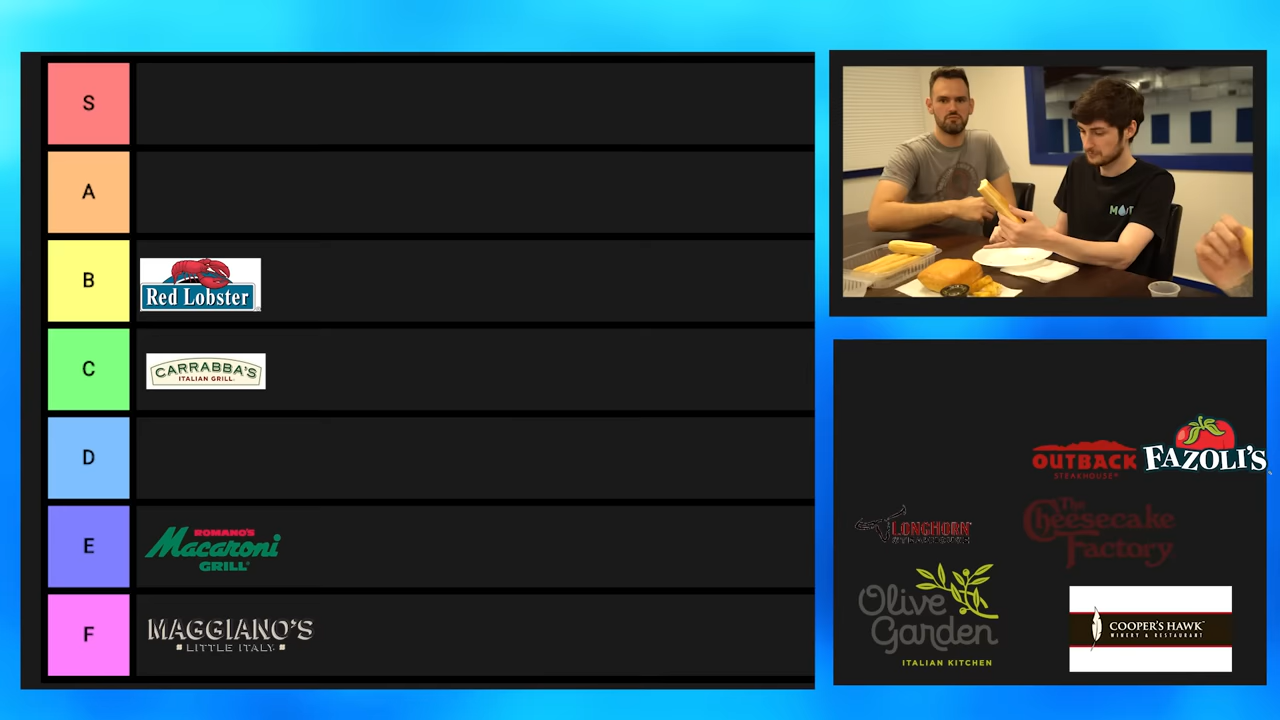 S
A
B
Red Lobster
C
CARRABBA'S
ITALIAN GRILL
D
E
ROMANO'S
Macaroni
GRILL
F
MAGGIANO'S
LITTLE ITALY
OUTBACK
STEAKHOUSE
FAZOLI'S
LONGHORN
The
Cheesecake
Factory
Olive
Garden
ITALIAN KITCHEN
COOPER'S HAWK
WINERY & RESTAURANT